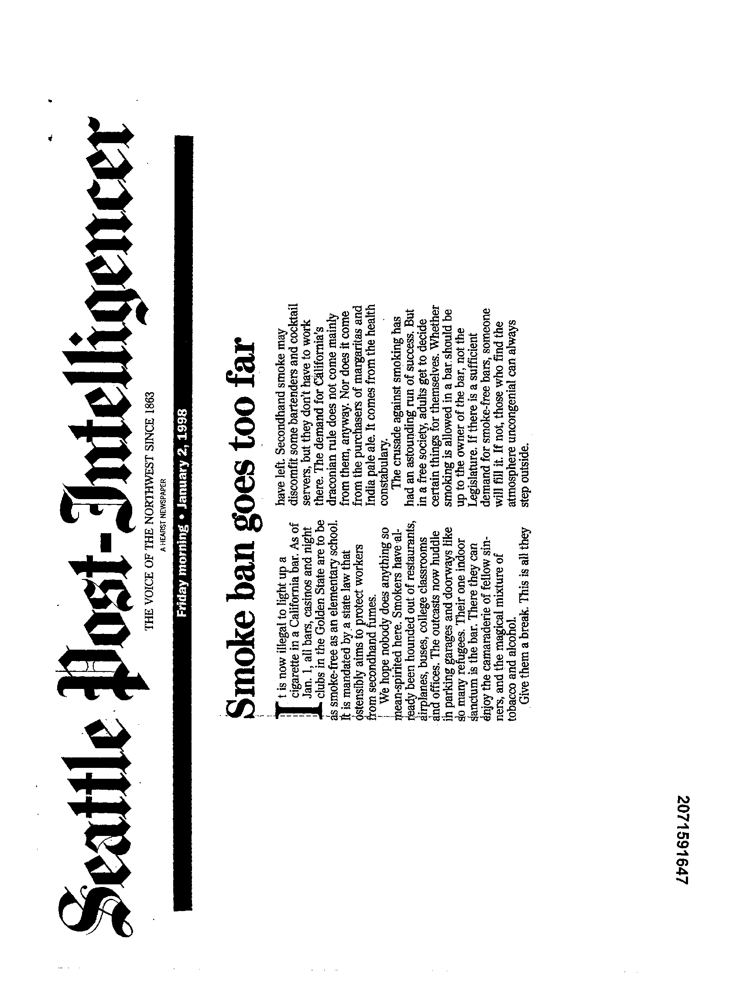 Seattle Post-Intelligencer
THE VOICE OF THE NORTHWEST SINCE 1863
A HEARST NEWSPAPER
Friday morning • January 2, 1998
Smoke ban goes too far
It is now illegal to light up a
cigarette in a California bar. As of
Jan. 1, all bars, casinos and night
clubs in the Golden State are to be
as smoke-free as an elementary school.
It is mandated by a state law that
ostensibly aims to protect workers
from secondhand fumes.
We hope nobody does anything so
mean-spirited here. Smokers have al-
ready been hounded out of restaurants,
airplanes, buses, college classrooms
and offices. The outcasts now huddle
in parking garages and doorways like
so many refugees. Their one indoor
sanctum is the bar. There they can
enjoy the camaraderie of fellow sin-
ners, and the magical mixture of
tobacco and alcohol.
Give them a break. This is all they
have left. Secondhand smoke may
discomfit some bartenders and cocktail
servers, but they don't have to work
there. The demand for California's
draconian rule does not come mainly
from them, anyway. Nor does it come
from the purchasers of margaritas and
India pale ale. It comes from the health
constabulary.
The crusade against smoking has
had an astounding run of success. But
in a free society, adults get to decide
certain things for themselves. Whether
smoking is allowed in a bar should be
up to the owner of the bar, not the
Legislature. If there is a sufficient
demand for smoke-free bars, someone
will fill it. If not, those who find the
atmosphere uncongenial can always
step outside.
2071591647